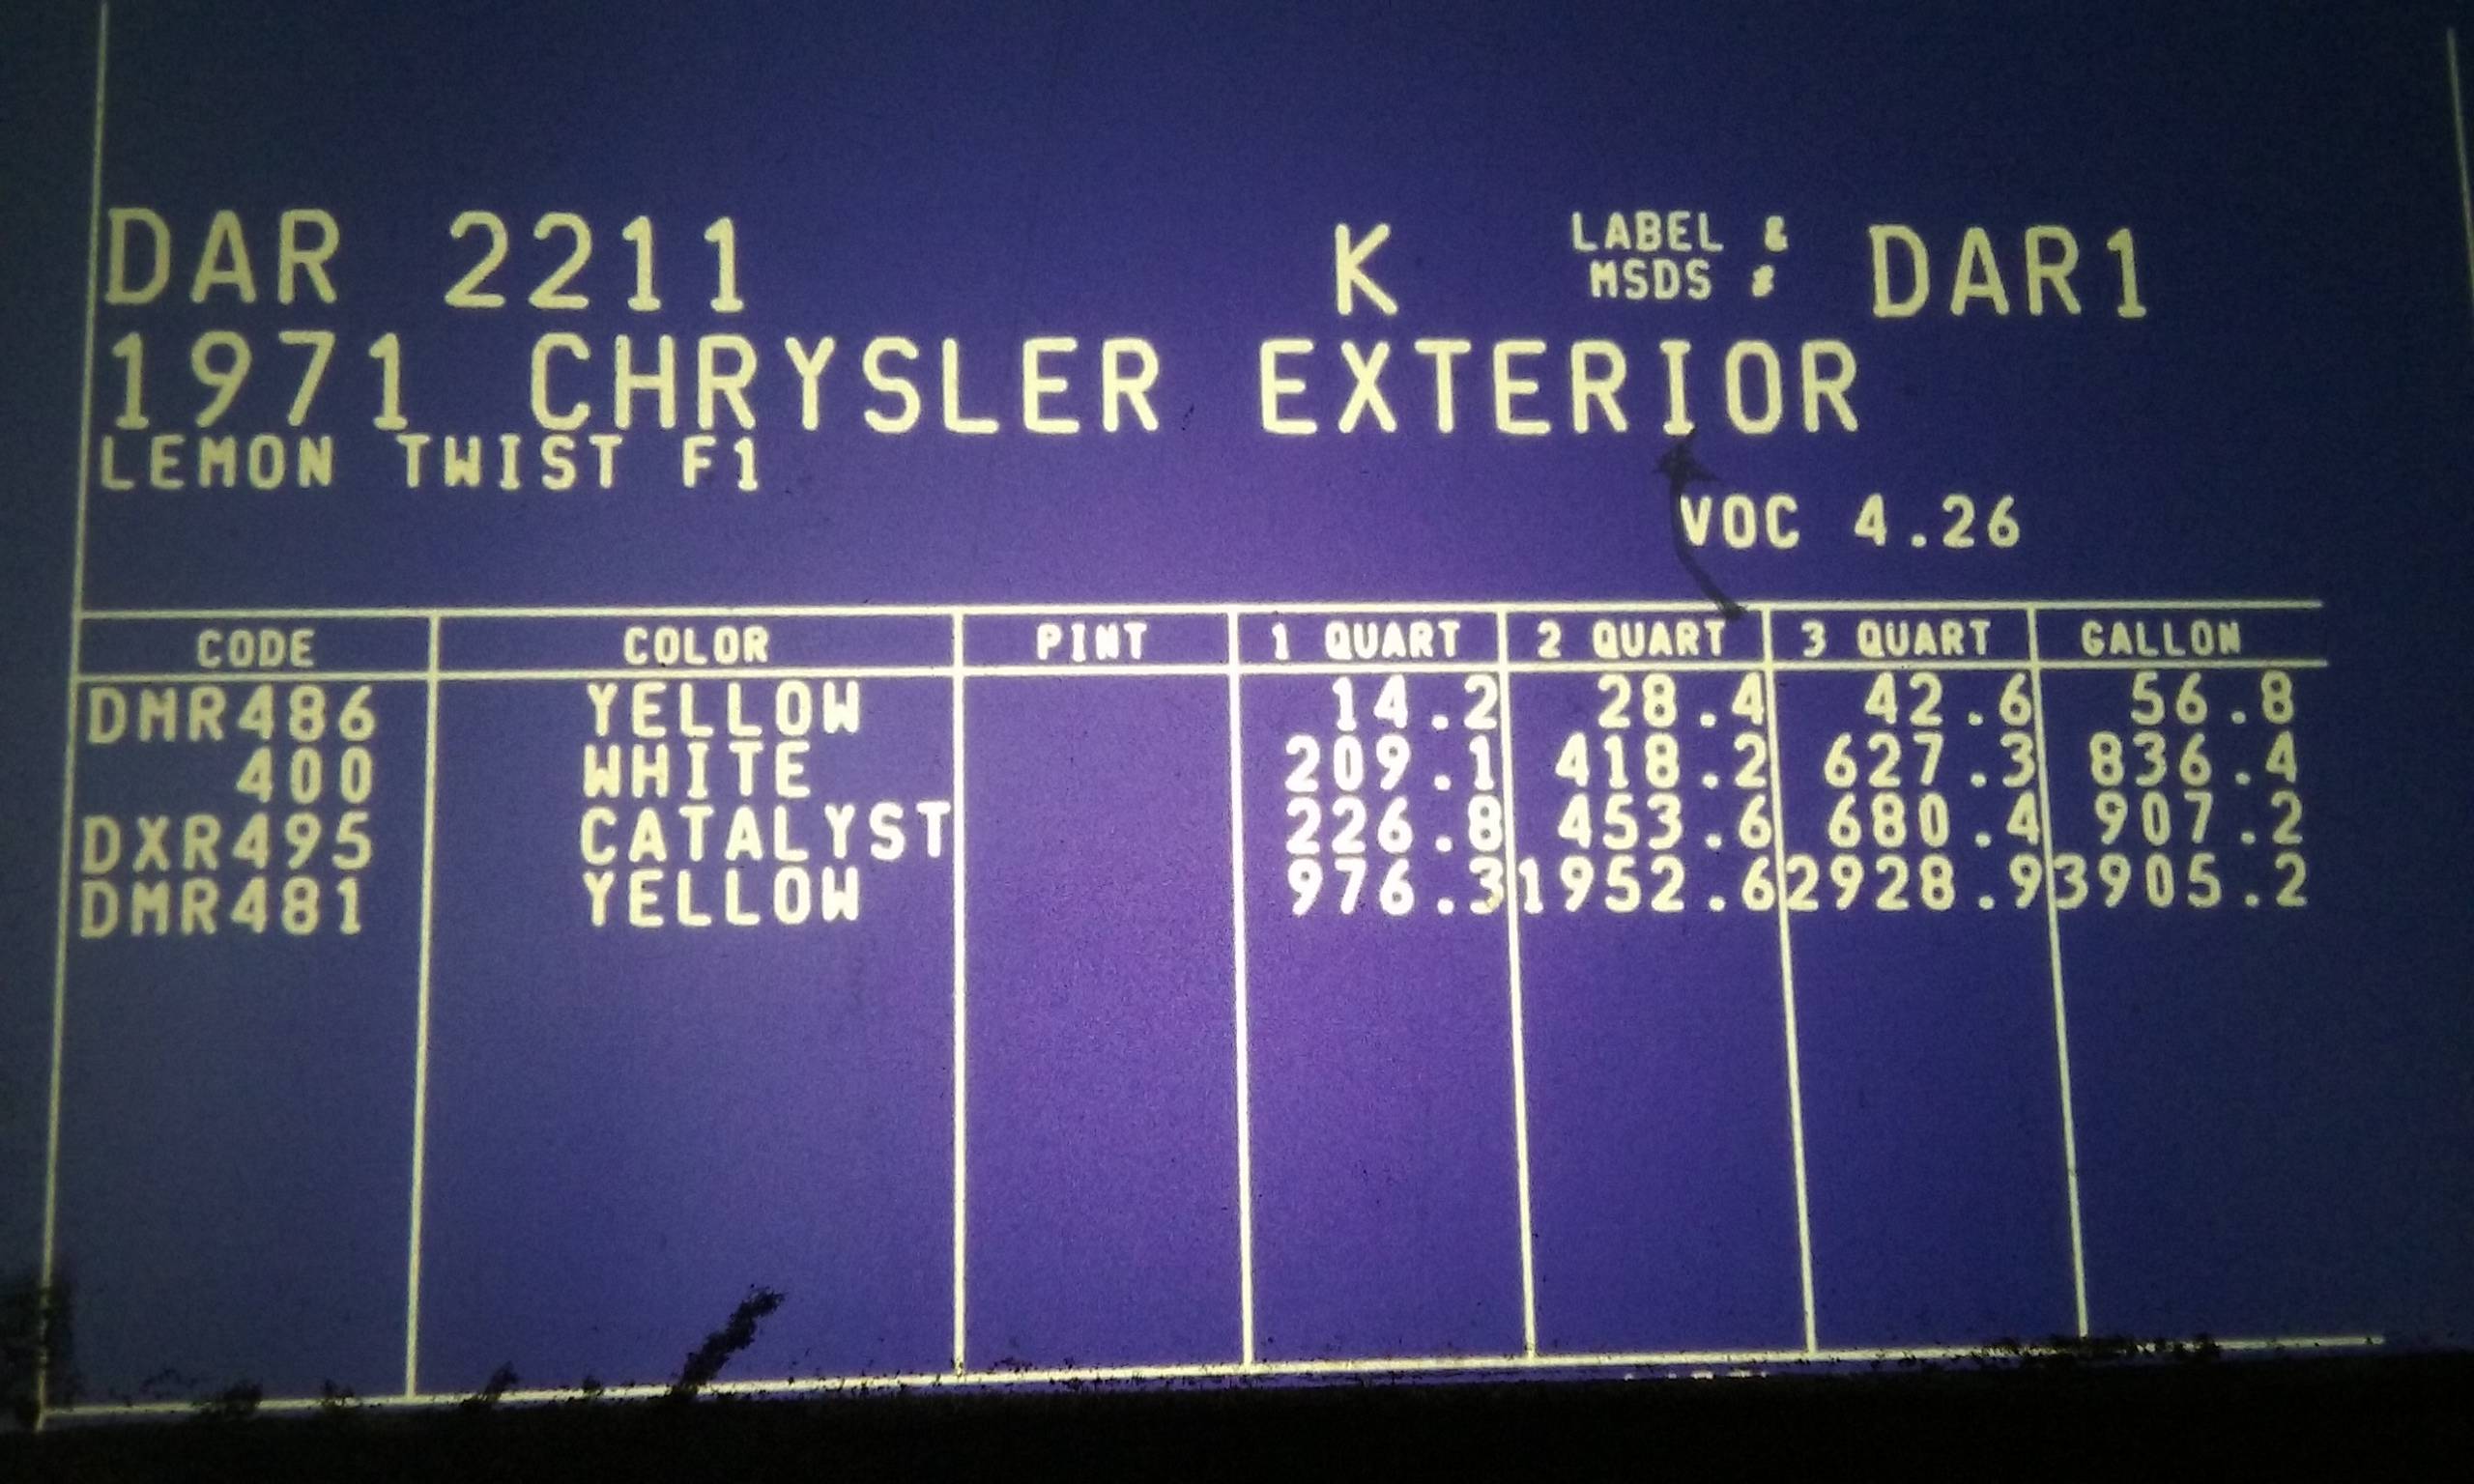 DAR 2211 K LABEL & MSDS : DAR1
1971 CHRYSLER EXTERIOR
LEMON TWIST F1
VOC 4.26
CODE COLOR PINT 1 QUART 2 QUART 3 QUART GALLON
DMR486 YELLOW 14.2 28.4 42.6 56.8
400 WHITE 209.1 418.2 627.3 836.4
DXR495 CATALYST 226.8 453.6 680.4 907.2
DMR481 YELLOW 976.3 1952.6 2928.9 3905.2